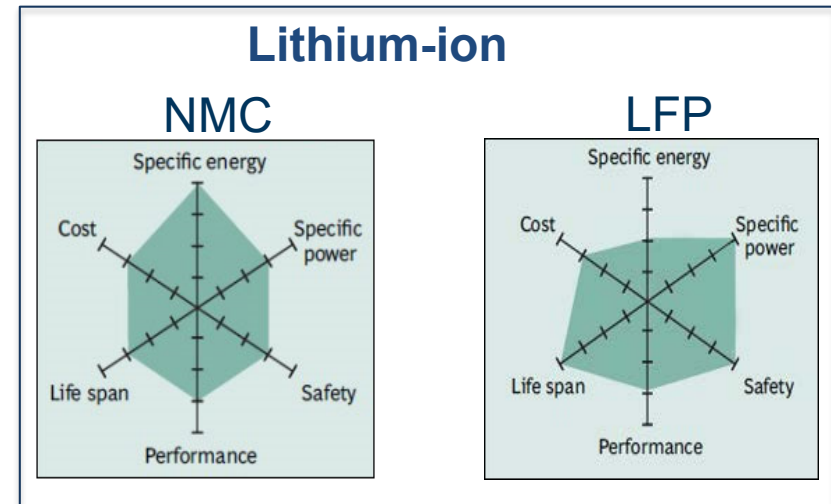 Lithium-ion
NMC
Specific energy
Cost
Specific
power
Life span
Safety
Performance
LFP
Specific energy
Cost
Specific
power
Life span
Safety
Performance